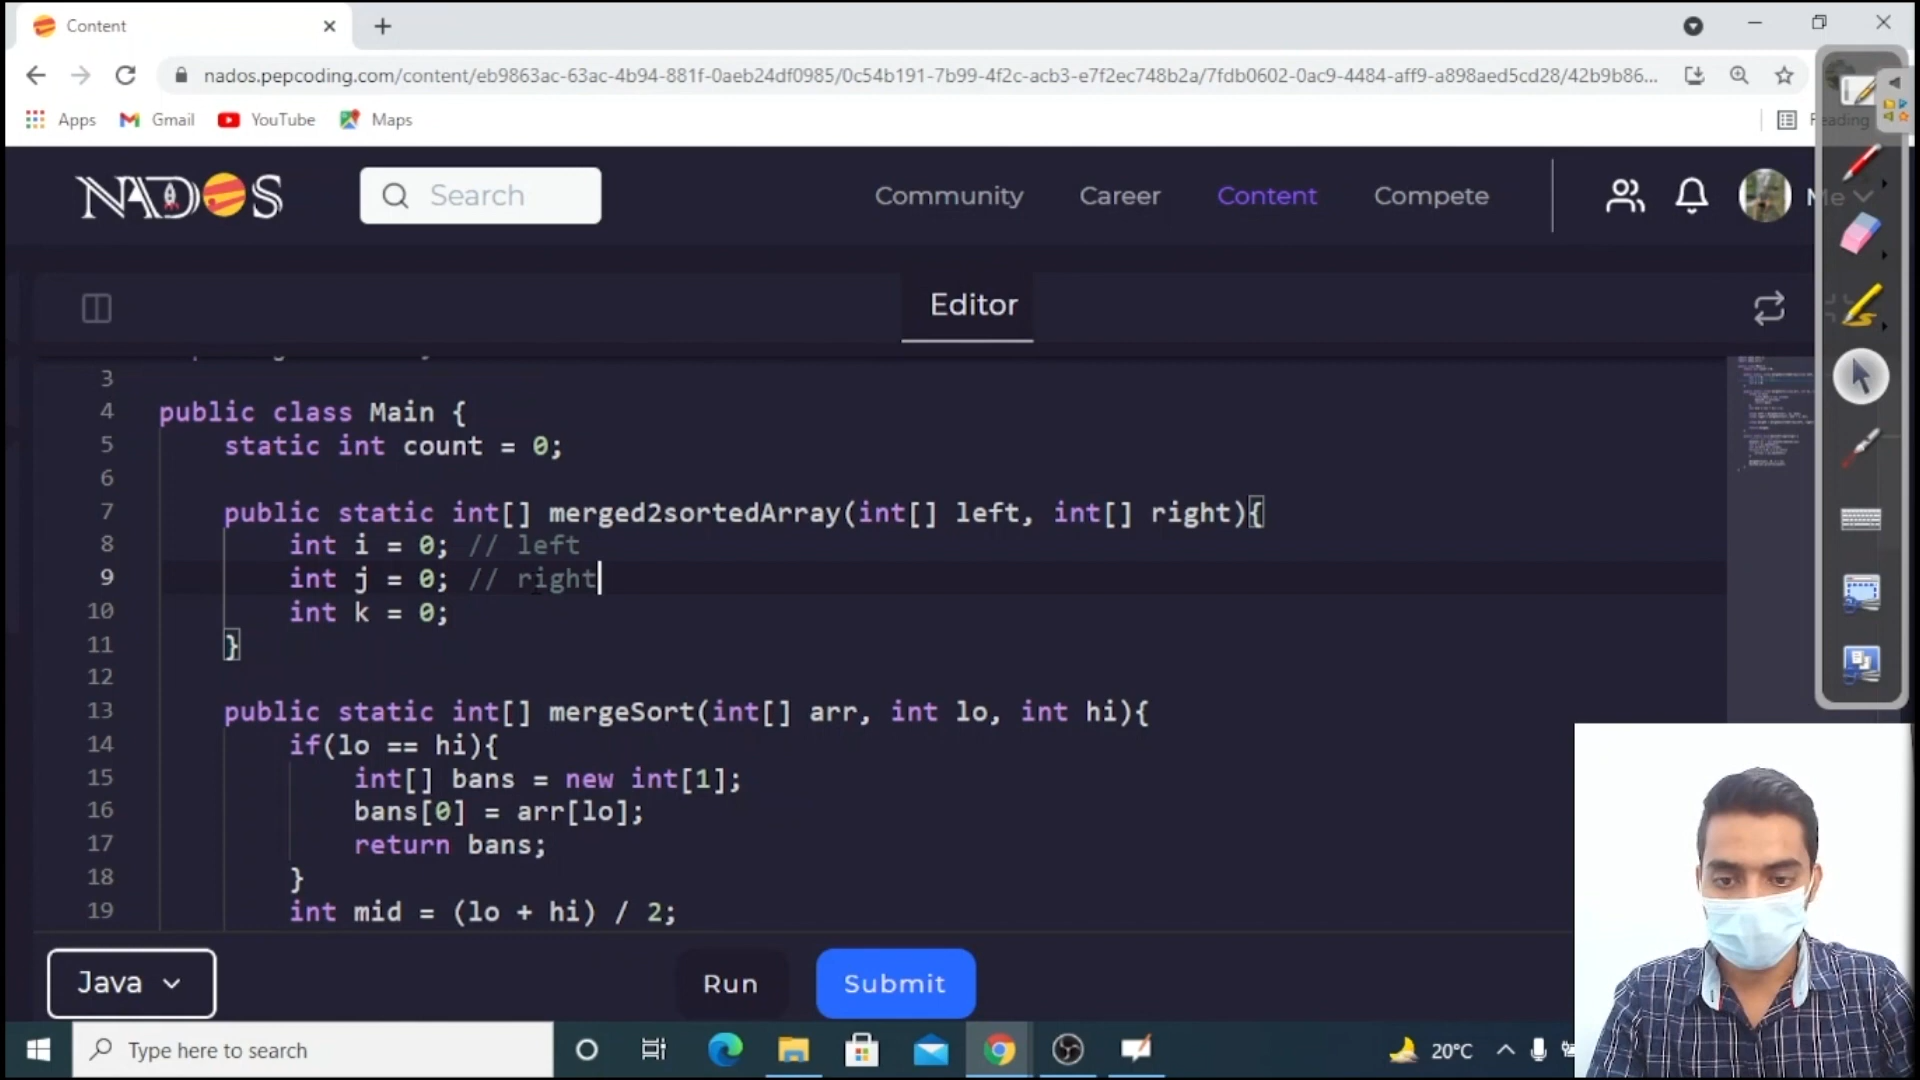 Content
nados.pepcoding.com/content/eb9863ac-63ac-4b94-881f-0aeb24df0985/0c54b191-7b99-4f2c-acb3-e7f2ec748b2a/7fdb0602-0ac9-4484-aff9-a898aed5cd28/42b9b86...
Apps Gmail YouTube Maps Reading
NADOS Search Community Career Content Compete Me
Editor
3
4 public class Main {
5 static int count = 0;
6
7 public static int[] merged2sortedArray(int[] left, int[] right){
8 int i = 0; // left
9 int j = 0; // right
10 int k = 0;
11 }
12
13 public static int[] mergeSort(int[] arr, int lo, int hi){
14 if(lo == hi){
15 int[] bans = new int[1];
16 bans[0] = arr[lo];
17 return bans;
18 }
19 int mid = (lo + hi) / 2;
Java Run Submit
Type here to search 20°C